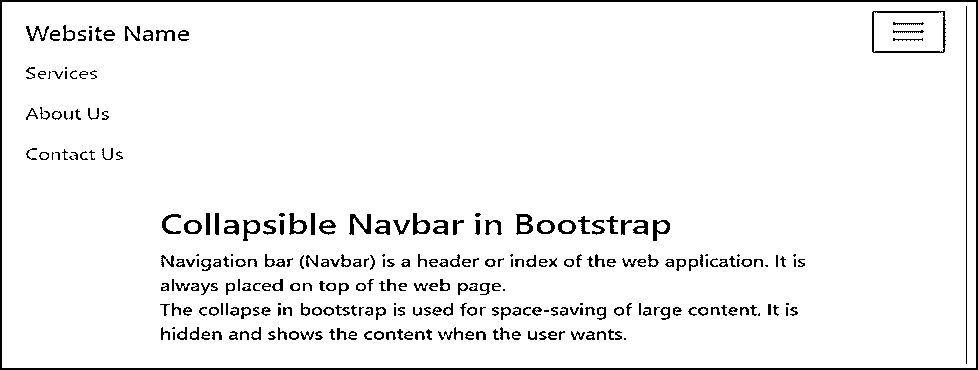 Website Name
Services
About Us
Contact Us
Collapsible Navbar in Bootstrap
Navigation bar (Navbar) is a header or index of the web application. It is
always placed on top of the web page.
The collapse in bootstrap is used for space-saving of large content. It is
hidden and shows the content when the user wants.